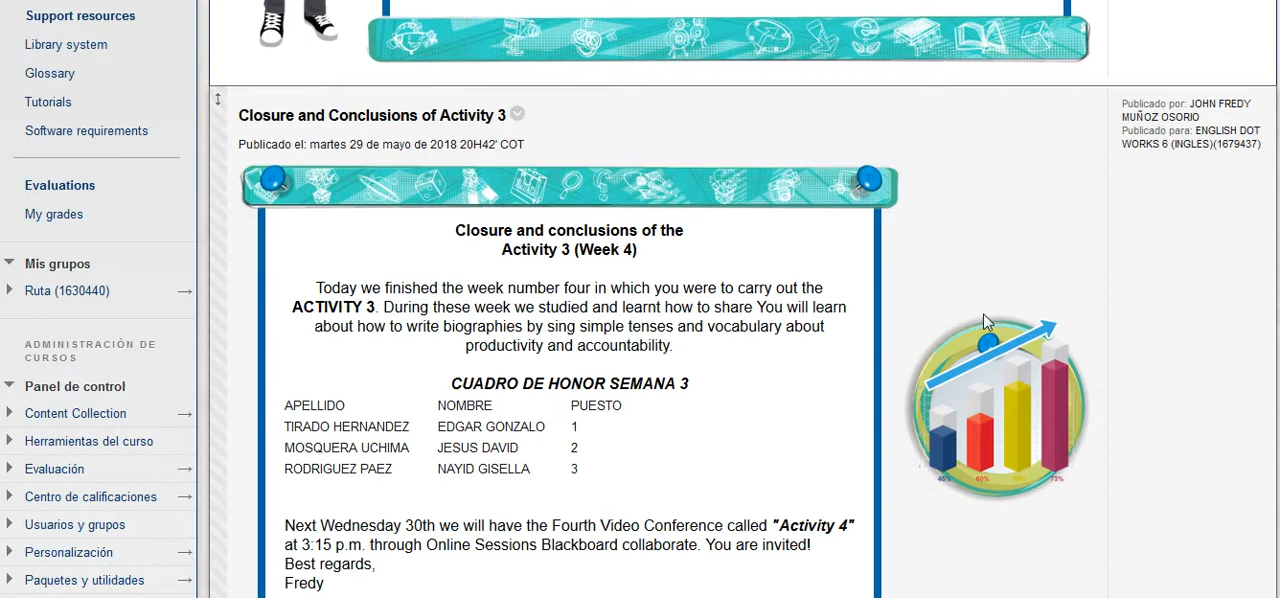 Support resources
Library system
Glossary
Tutorials
Software requirements
Evaluations
My grades
Mis grupos
Ruta (1630440)
ADMINISTRACIÓN DE
CURSOS
Panel de control
Content Collection
Herramientas del curso
Evaluación
Centro de calificaciones
Usuarios y grupos
Personalización
Paquetes y utilidades
Closure and Conclusions of Activity 3
Publicado el: martes 29 de mayo de 2018 20H42' COT
Closure and conclusions of the
Activity 3 (Week 4)
Today we finished the week number four in which you were to carry out the
ACTIVITY 3. During these week we studied and learnt how to share You will learn
about how to write biographies by sing simple tenses and vocabulary about
productivity and accountability.
CUADRO DE HONOR SEMANA 3
APELLIDO NOMBRE PUESTO
TIRADO HERNANDEZ EDGAR GONZALO 1
MOSQUERA UCHIMA JESUS DAVID 2
RODRIGUEZ PAEZ NAYID GISELLA 3
Next Wednesday 30th we will have the Fourth Video Conference called "Activity 4"
at 3:15 p.m. through Online Sessions Blackboard collaborate. You are invited!
Best regards,
Fredy
60% 73%
Publicado por: JOHN FREDY
MUÑOZ OSORIO
Publicado para: ENGLISH DOT
WORKS 6 (INGLES)(1679437)